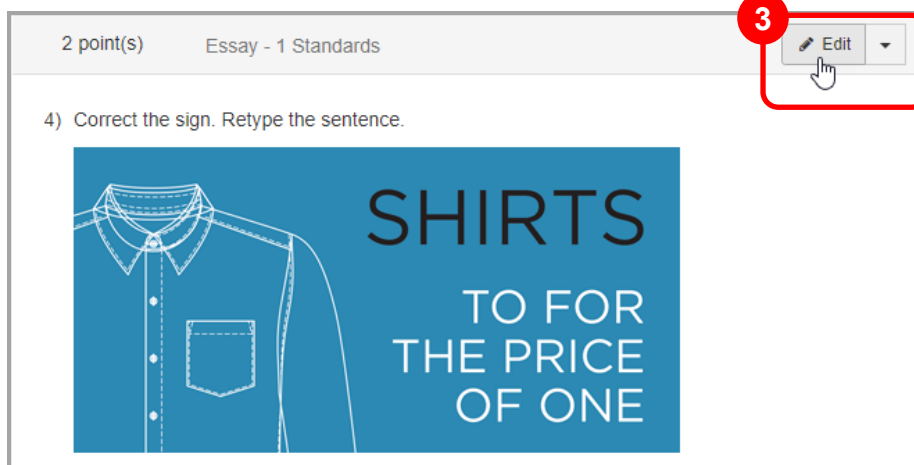 3
2 point(s) Essay - 1 Standards Edit
4) Correct the sign. Retype the sentence.
SHIRTS
TO FOR
THE PRICE
OF ONE